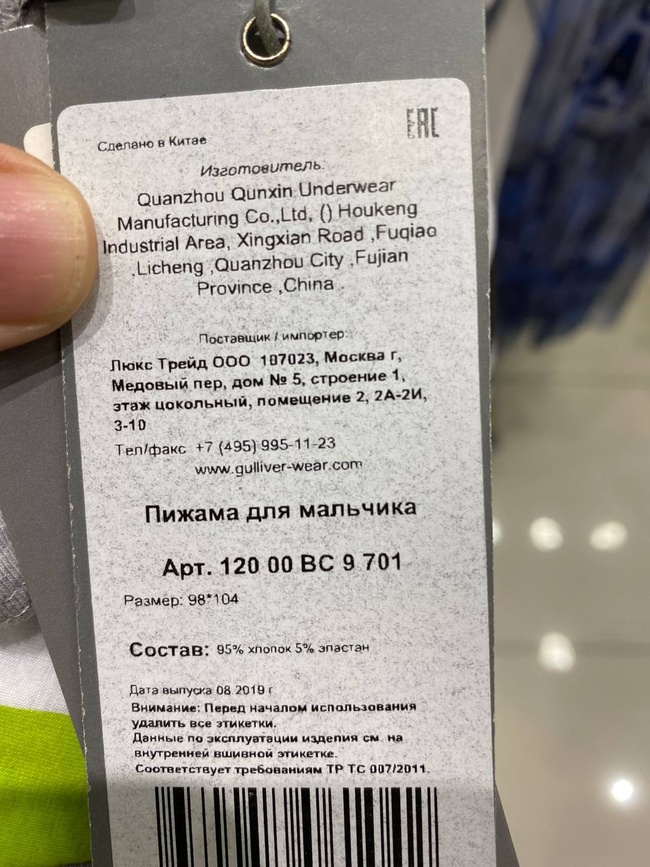 Сделано в Китае
EAC
Изготовитель:
Quanzhou Qunxin Underwear
Manufacturing Co.,Ltd, () Houkeng
Industrial Area, Xingxian Road ,Fuqiao
,Licheng ,Quanzhou City ,Fujian
Province ,China
Поставщик / импортер:
Люкс Трейд ООО 107023, Москва г,
Медовый пер, дом № 5, строение 1,
этаж цокольный, помещение 2, 2А-2И,
3-10
Тел/факс +7 (495) 995-11-23
www.gulliver-wear.com
Пижама для мальчика
Арт. 120 00 BC 9 701
Размер: 98*104
Состав: 95% хлопок 5% эластан
Дата выпуска 08.2019 г
Внимание: Перед началом использования
удалить все этикетки.
Данные по эксплуатации изделия см. на
внутренней вшивной этикетке.
Соответствует требованиям ТР ТС 007/2011.